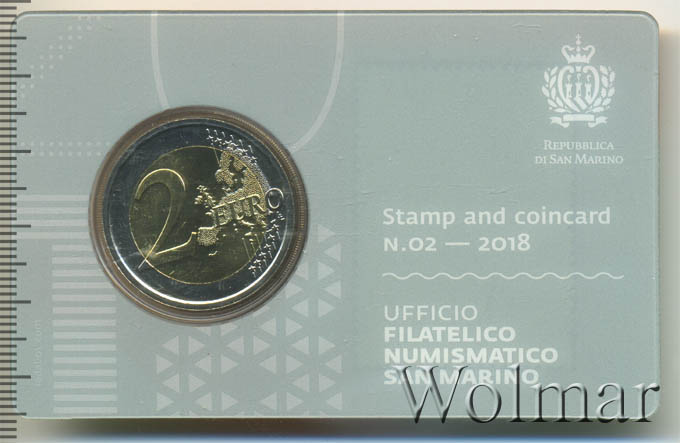 REPUBBLICA
DI SAN MARINO
2 EURO
Stamp and coincard
N.02 — 2018
UFFICIO
FILATELICO
NUMISMATICO
SAN MARINO
Wolmar